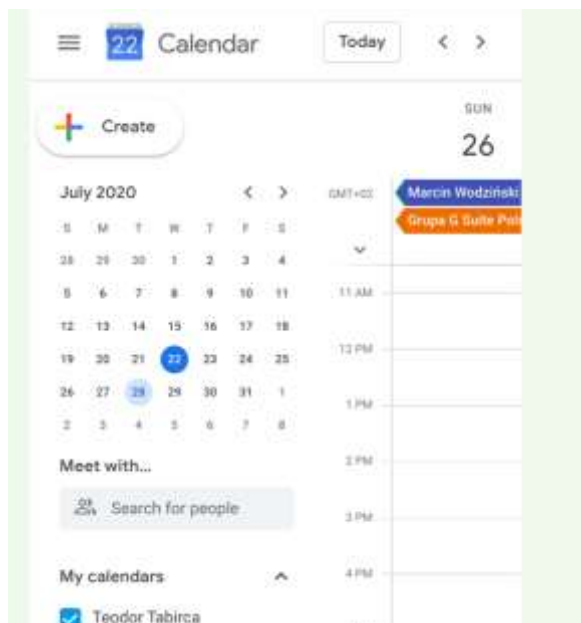 22 Calendar Today
Create
SUN
26
July 2020
GMT+03
Marcin Wodziński
Grupa G Suite Pols
S M T W T F S
28 29 30 1 2 3 4
5 6 7 8 9 10 11
12 13 14 15 16 17 18
19 20 21 22 23 24 25
26 27 28 29 30 31 1
2 3 4 5 6 7 8
11 AM
12 PM
1 PM
2 PM
3 PM
4 PM
Meet with...
Search for people
My calendars
Teodor Tabirca